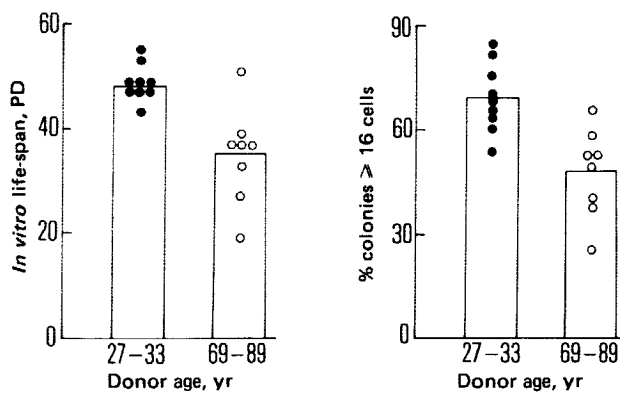 In vitro life-span, PD
60
40
20
0
27–33 69–89
Donor age, yr
% colonies ⩾ 16 cells
90
60
30
0
27–33 69–89
Donor age, yr